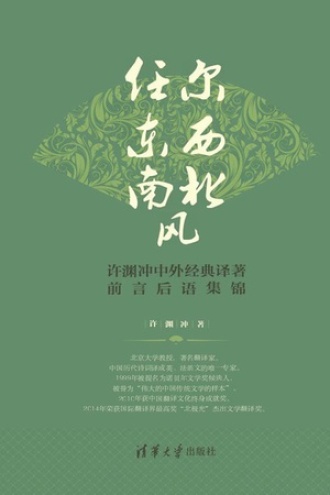 任尔
东西
南北
风
许渊冲中外经典译著
前言后语集锦
许渊冲 著
北京大学教授,著名翻译家。
中国历代诗词译成英、法韵文的唯一专家。
1999年被提名为诺贝尔文学奖候选人,
被誉为“伟大的中国传统文学的样本”。
2010年获中国翻译文化终身成就奖。
2014年荣获国际翻译界最高奖“北极光”杰出文学翻译奖。
清华大学出版社